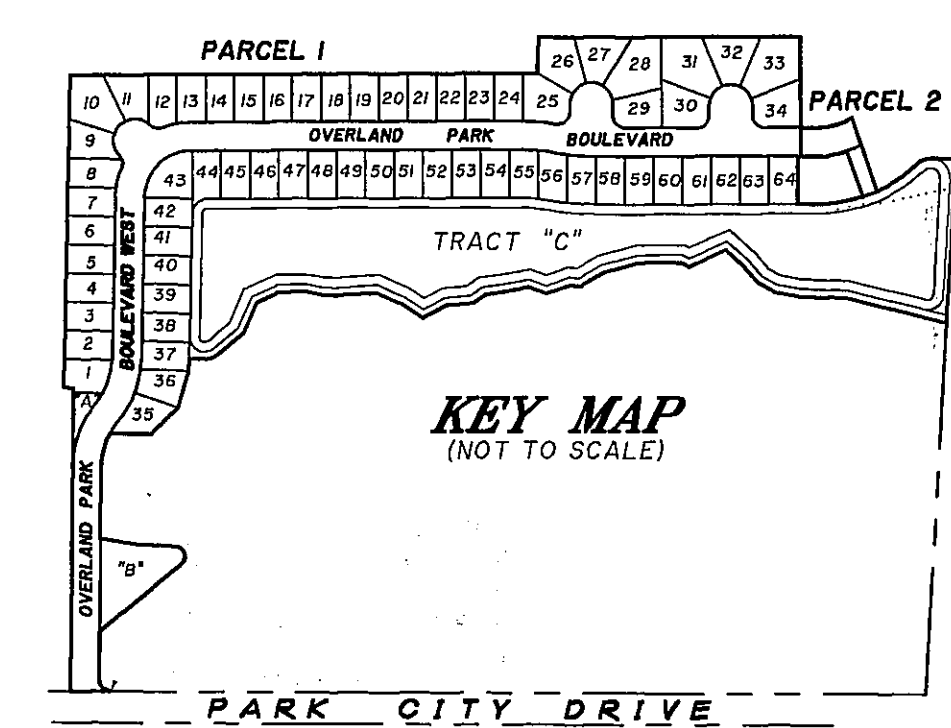 PARCEL 1
26 27 28 31 32 33
10 11 12 13 14 15 16 17 18 19 20 21 22 23 24 25 29 30 34 PARCEL 2
9 OVERLAND PARK BOULEVARD
8 43 44 45 46 47 48 49 50 51 52 53 54 55 56 57 58 59 60 61 62 63 64
7 42
6 41
TRACT "C"
5 40
4 39
3 38
2 37
1 36
BOULEVARD WEST
A
35
KEY MAP
(NOT TO SCALE)
OVERLAND PARK
"B"
PARK CITY DRIVE